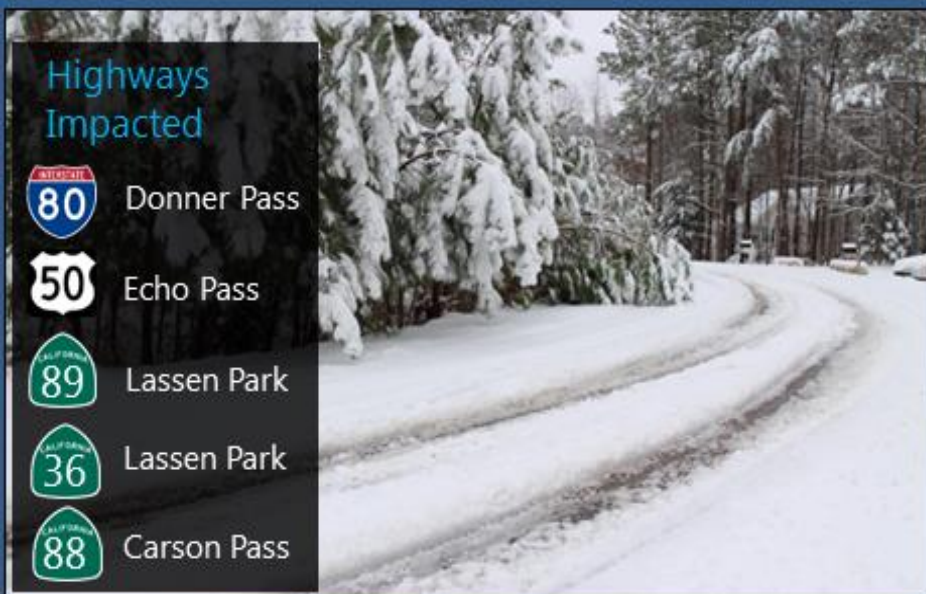 Highways
Impacted
INTERSTATE
80 Donner Pass
50 Echo Pass
CALIFORNIA
89 Lassen Park
CALIFORNIA
36 Lassen Park
CALIFORNIA
88 Carson Pass